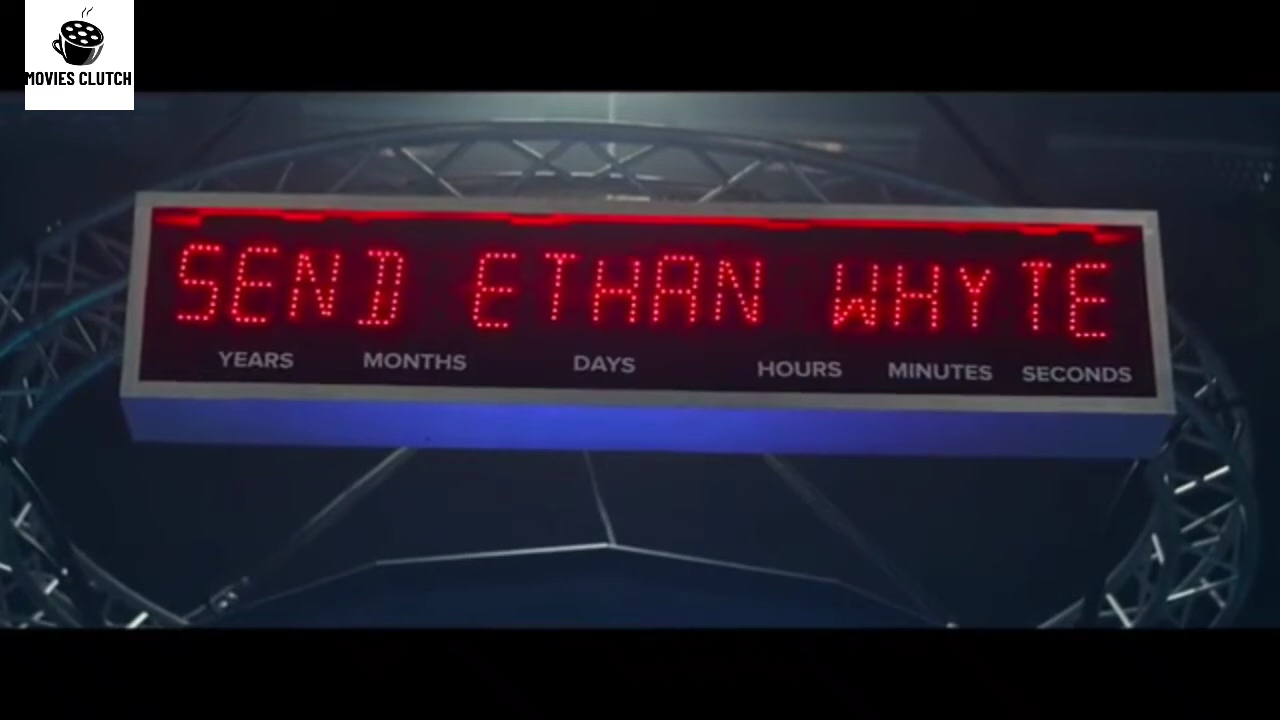 MOVIES CLUTCH
SEND ETHAN WHYTE
YEARS MONTHS DAYS HOURS MINUTES SECONDS